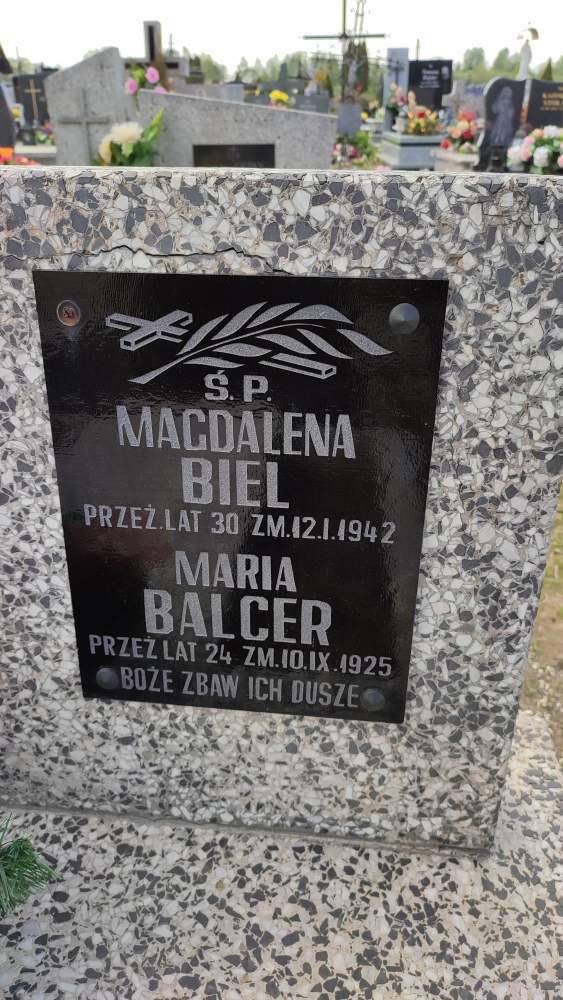 Ś. P.
MAGDALENA
BIEL
PRZEŻ.LAT 30 ZM.12.I.1942
MARIA
BALCER
PRZEŻ LAT 24 ZM.10.IX.1925
BOŻE ZBAW ICH DUSZE